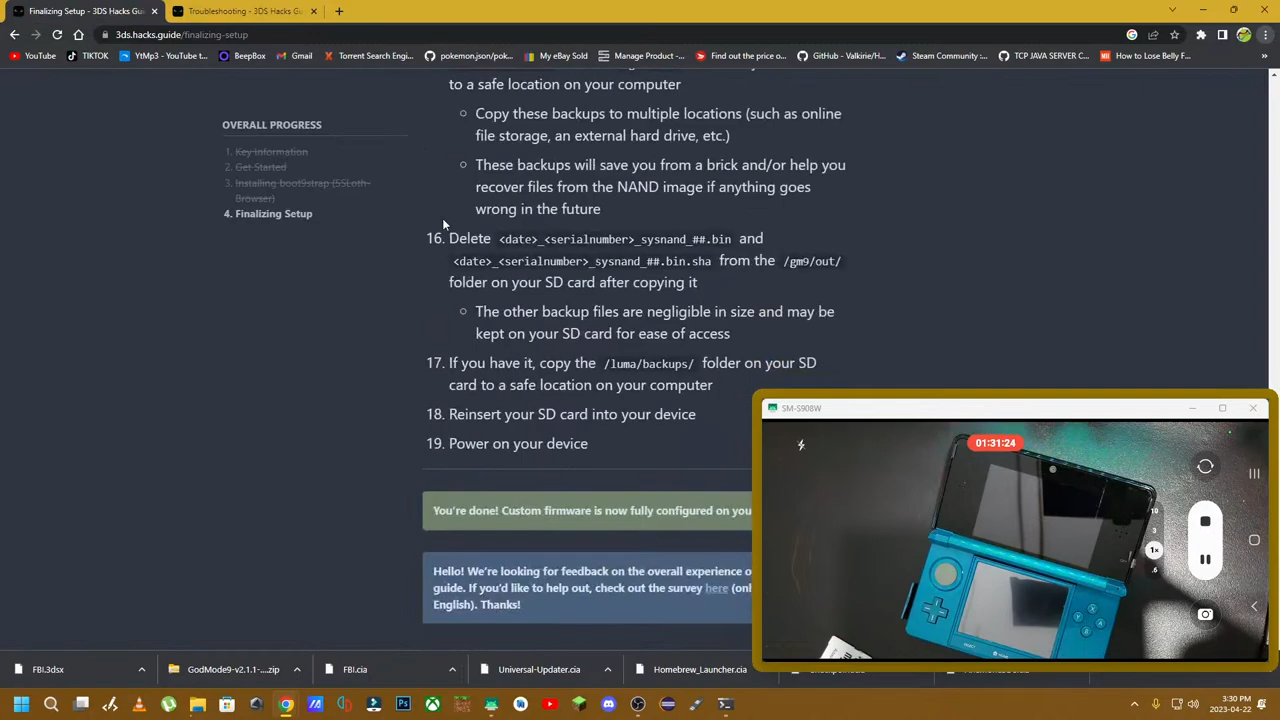 Finalizing Setup - 3DS Hacks Gu
Troubleshooting - 3DS Hacks Gui
3ds.hacks.guide/finalizing-setup
YouTube
TIKTOK
YtMp3 - YouTube t...
BeepBox
Gmail
Torrent Search Engi...
pokemon.json/pok...
My eBay Sold
Manage Produc...
Find out the price o...
GitHub - Valkirie/H...
Steam Community :...
TCP JAVA SERVER C...
How to Lose Belly F...
OVERALL PROGRESS
1. Key Information
2. Get Started
3. Installing boot9strap (SSLoth-
Browser)
4. Finalizing Setup
to a safe location on your computer
Copy these backups to multiple locations (such as online
file storage, an external hard drive, etc.)
These backups will save you from a brick and/or help you
recover files from the NAND image if anything goes
wrong in the future
16. Delete <date>_<serialnumber>_sysnand_##.bin and
<date>_<serialnumber>_sysnand_##.bin.sha from the /gm9/out/
folder on your SD card after copying it
The other backup files are negligible in size and may be
kept on your SD card for ease of access
17. If you have it, copy the /luma/backups/ folder on your SD
card to a safe location on your computer
18. Reinsert your SD card into your device
19. Power on your device
You're done! Custom firmware is now fully configured on you
Hello! We're looking for feedback on the overall experience o
guide. If you'd like to help out, check out the survey here (onl
English). Thanks!
SM-S908W
01:31:24
10
3
1x
.6
FBI.3dsx
GodMode9-v2.1.1-....zip
FBI.cia
Universal-Updater.cia
Homebrew_Launcher.cia
3:30 PM
2023-04-22